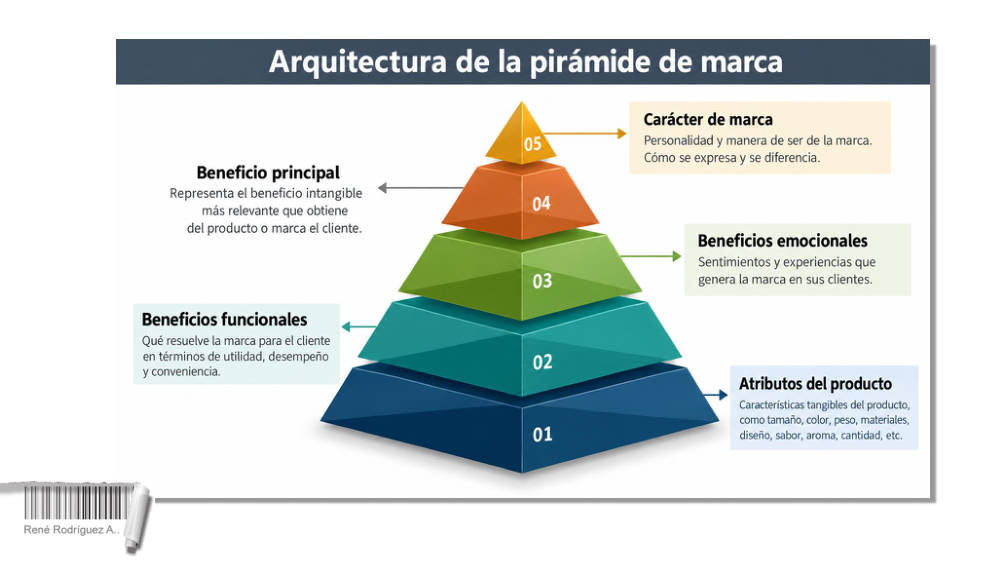 Arquitectura de la pirámide de marca
05
Carácter de marca
Personalidad y manera de ser de la marca.
Cómo se expresa y se diferencia.
Beneficio principal
Representa el beneficio intangible
más relevante que obtiene
del producto o marca el cliente.
04
Beneficios emocionales
Sentimientos y experiencias que
genera la marca en sus clientes.
03
Beneficios funcionales
Qué resuelve la marca para el cliente
en términos de utilidad, desempeño
y conveniencia.
02
Atributos del producto
Características tangibles del producto,
como tamaño, color, peso, materiales,
diseño, sabor, aroma, cantidad, etc.
01
René Rodríguez A..